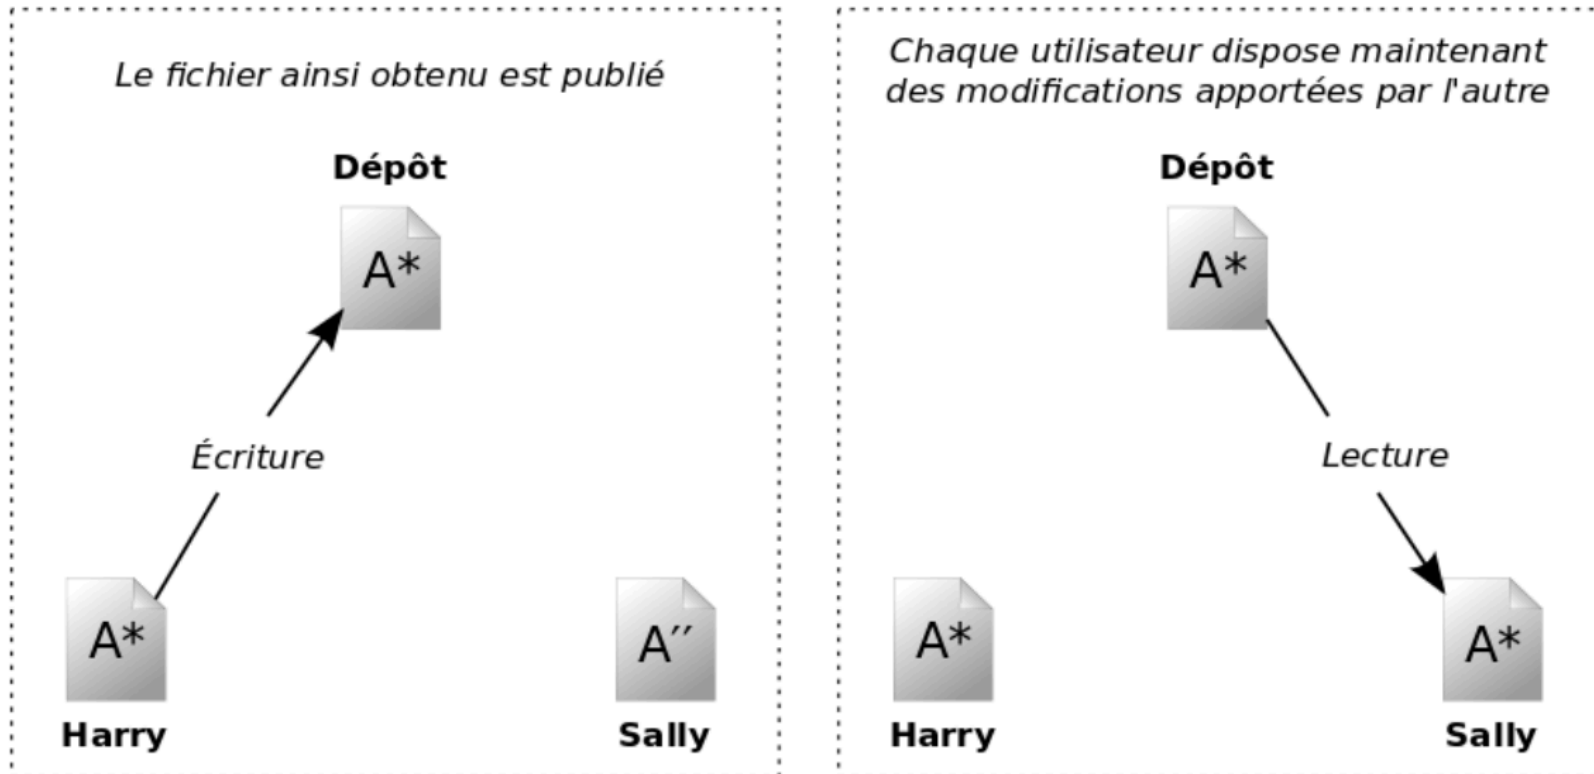 Le fichier ainsi obtenu est publié
Dépôt
A*
Écriture
A*
A′′
Harry
Sally
Chaque utilisateur dispose maintenant
des modifications apportées par l'autre
Dépôt
A*
Lecture
A*
A*
Harry
Sally